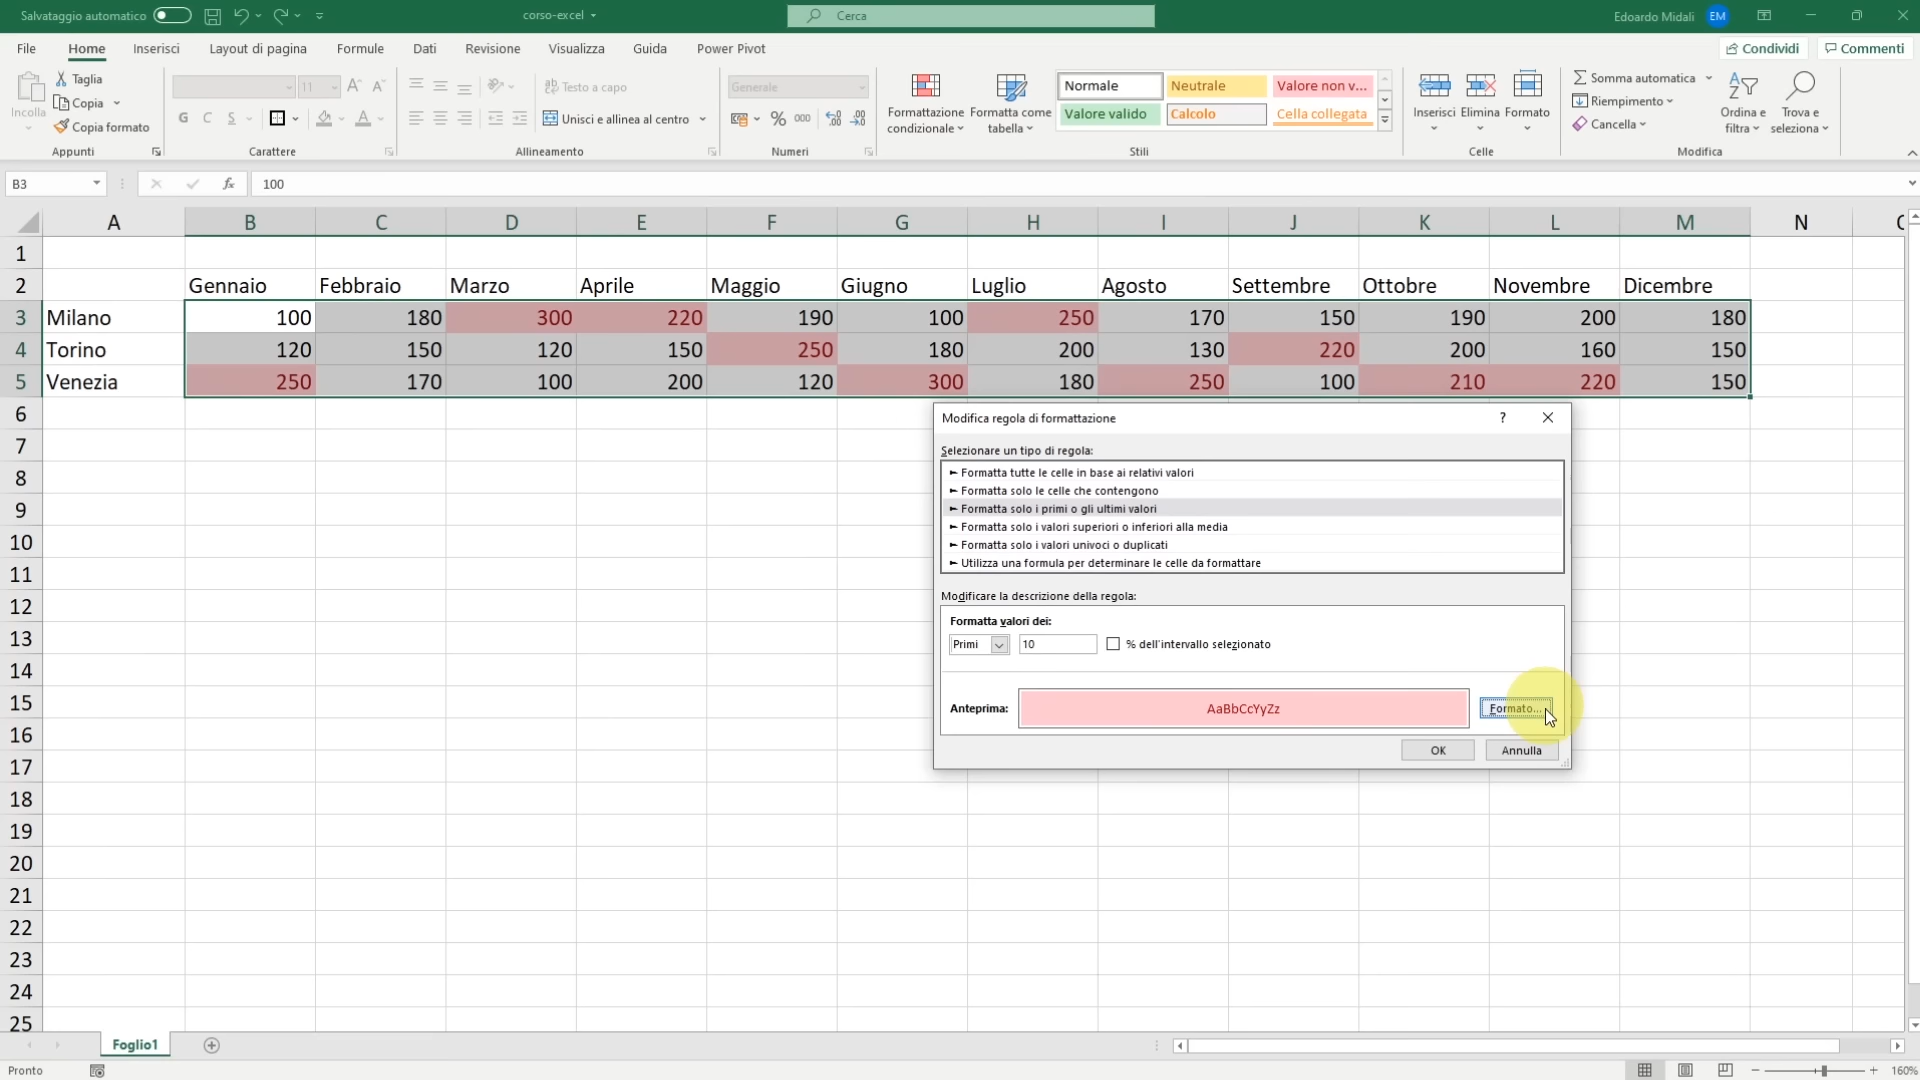 Salvataggio automatico
corso-excel
Cerca
Edoardo Midali EM
File Home Inserisci Layout di pagina Formule Dati Revisione Visualizza Guida Power Pivot
Condividi Commenti
Incolla
Taglia
Copia
Copia formato
Appunti
11 A A
G C S A
Carattere
Testo a capo
Unisci e allinea al centro
Allineamento
Generale
% 000
Numeri
Formattazione condizionale
Formatta come tabella
Normale Neutrale Valore non v...
Valore valido Calcolo Cella collegata
Stili
Inserisci Elimina Formato
Celle
Somma automatica
Riempimento
Cancella
Ordina e filtra
Trova e seleziona
Modifica
B3 fx 100
A B C D E F G H I J K L M N
1
2 Gennaio Febbraio Marzo Aprile Maggio Giugno Luglio Agosto Settembre Ottobre Novembre Dicembre
3 Milano 100 180 300 220 190 100 250 170 150 190 200 180
4 Torino 120 150 120 150 250 180 200 130 220 200 160 150
5 Venezia 250 170 100 200 120 300 180 250 100 210 220 150
6
7
8
9
10
11
12
13
14
15
16
17
18
19
20
21
22
23
24
25
Modifica regola di formattazione ?
Selezionare un tipo di regola:
► Formatta tutte le celle in base ai relativi valori
► Formatta solo le celle che contengono
► Formatta solo i primi o gli ultimi valori
► Formatta solo i valori superiori o inferiori alla media
► Formatta solo i valori univoci o duplicati
► Utilizza una formula per determinare le celle da formattare
Modificare la descrizione della regola:
Formatta valori dei:
Primi 10 % dell'intervallo selezionato
Anteprima: AaBbCcYyZz Formato...
OK Annulla
Foglio1
Pronto
160%